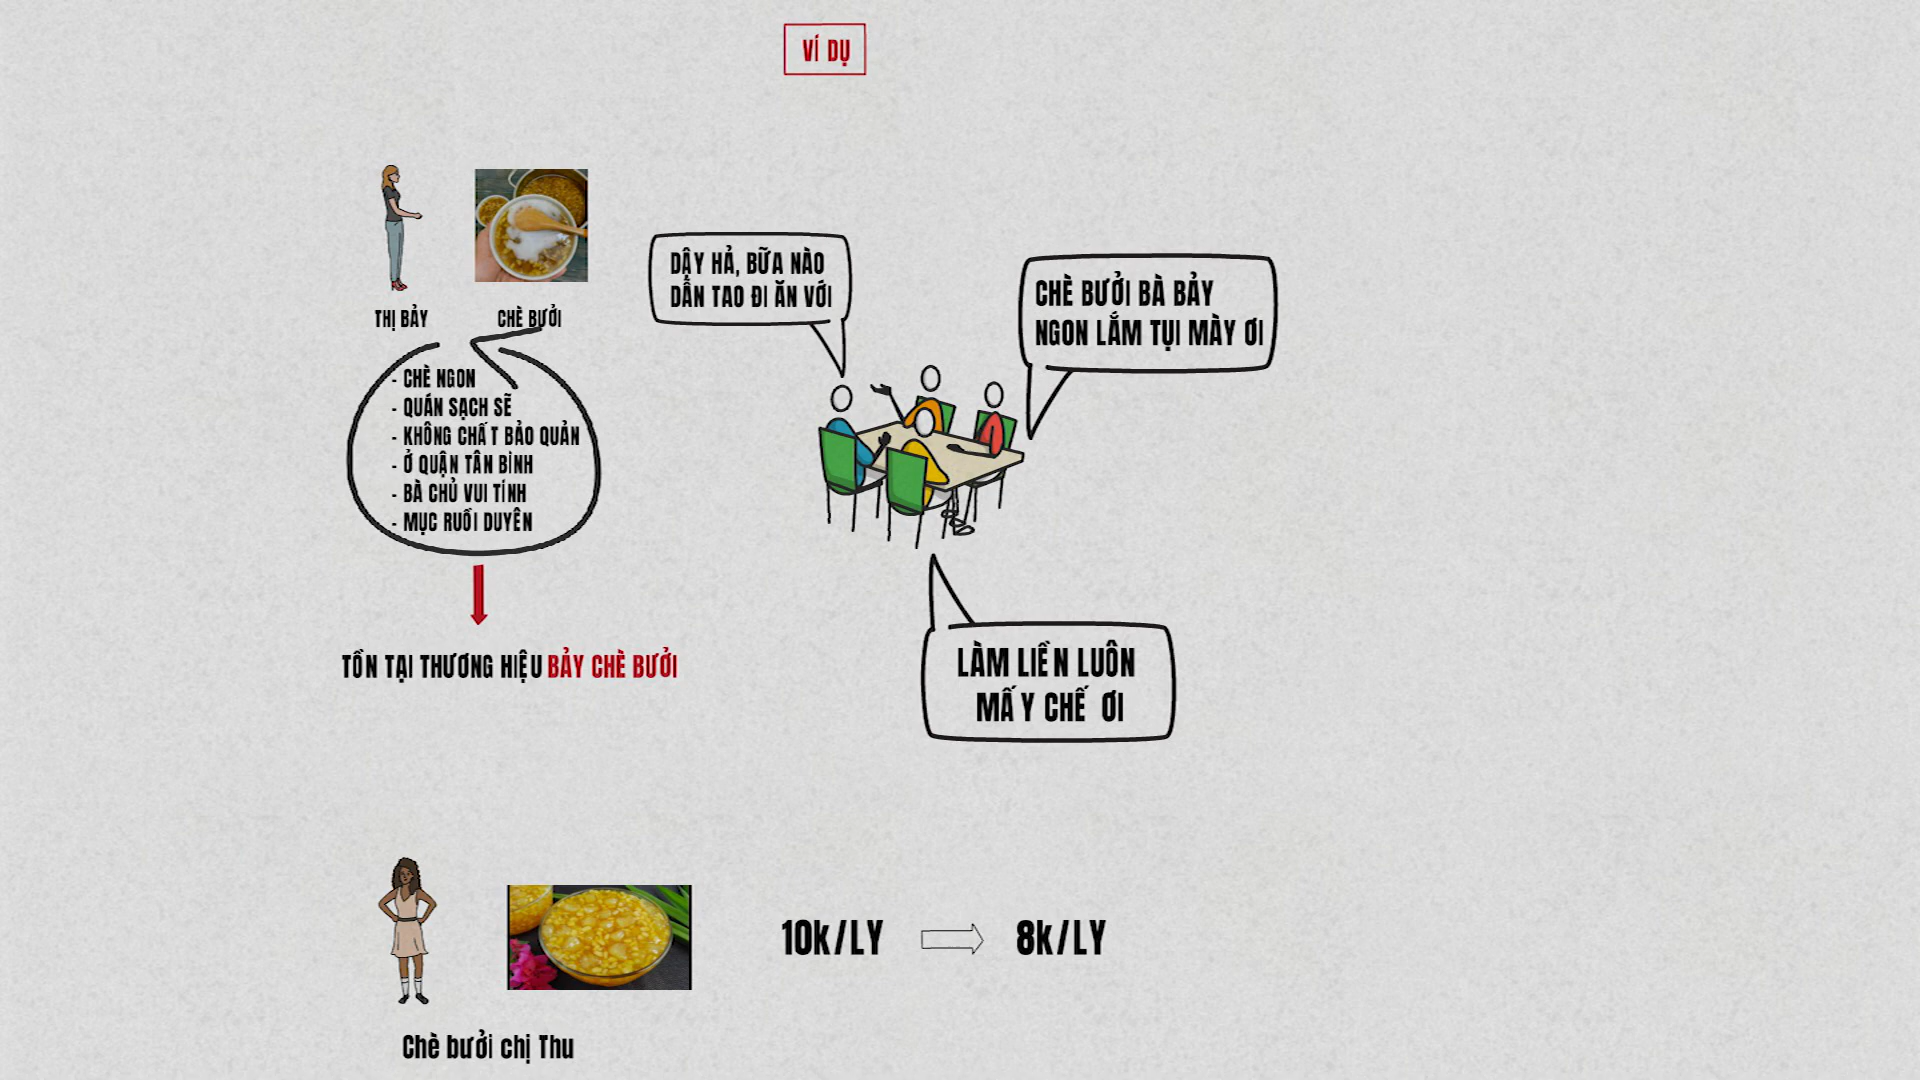 VÍ DỤ
THỊ BẢY
CHÈ BƯỞI
- CHÈ NGON
- QUÁN SẠCH SẼ
- KHÔNG CHẤT BẢO QUẢN
- Ở QUẬN TÂN BÌNH
- BÀ CHỦ VUI TÍNH
- MỤC RUỒI DUYÊN
TỒN TẠI THƯƠNG HIỆU BẢY CHÈ BƯỞI
DẬY HẢ, BỮA NÀO
DẪN TAO ĐI ĂN VỚI
CHÈ BƯỞI BÀ BẢY
NGON LẮM TỤI MÀY ƠI
LÀM LIỀN LUÔN
MẤY CHẾ ƠI
10k/LY
8k/LY
Chè bưởi chị Thu